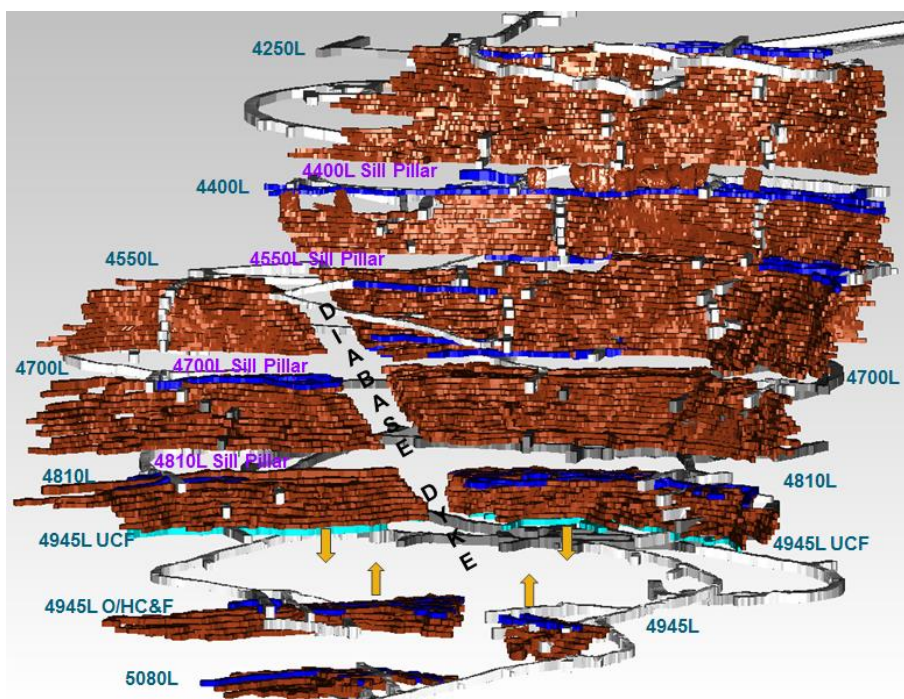 4250L
4400L Sill Pillar
4400L
4550L Sill Pillar
4550L
DIABASE DYKE
4700L Sill Pillar
4700L
4700L
4810L Sill Pillar
4810L
4810L
4945L UCF
4945L UCF
4945L O/HC&F
4945L
5080L